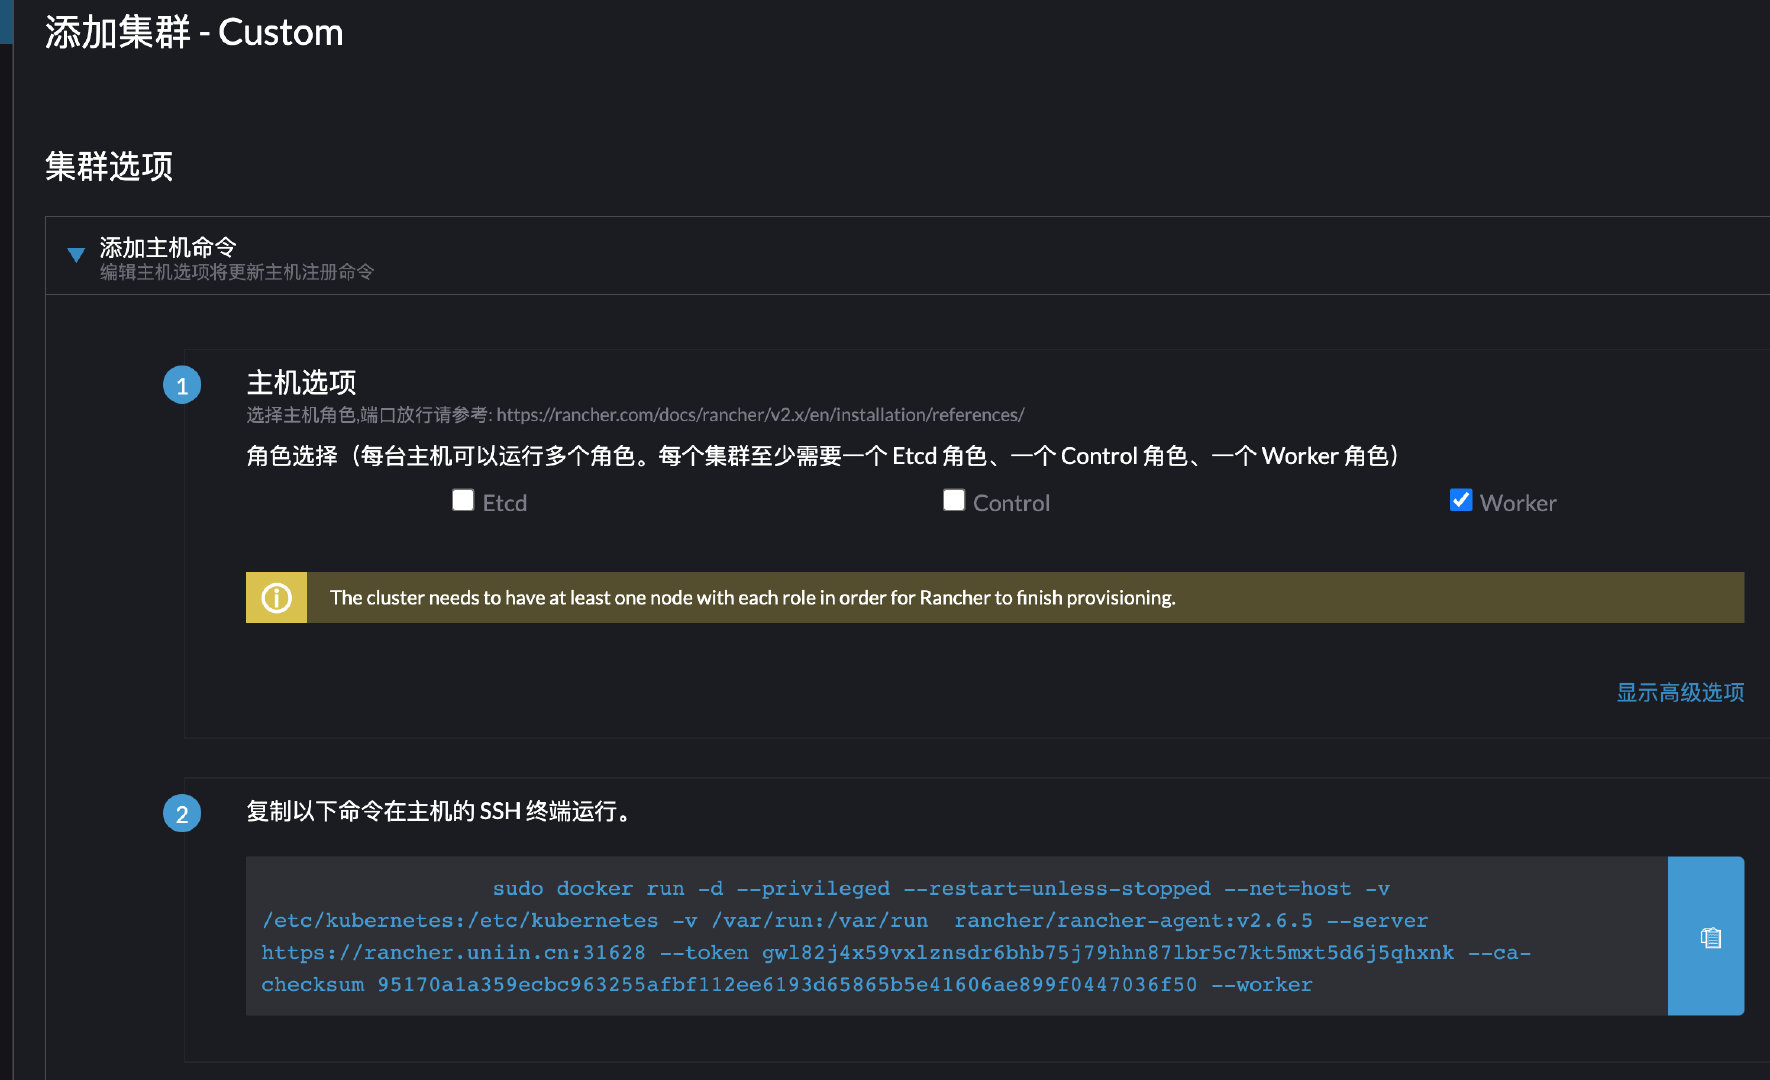 添加集群 - Custom
集群选项
添加主机命令
编辑主机选项将更新主机注册命令
1
主机选项
选择主机角色,端口放行请参考: https://rancher.com/docs/rancher/v2.x/en/installation/references/
角色选择（每台主机可以运行多个角色。每个集群至少需要一个 Etcd 角色、一个 Control 角色、一个 Worker 角色）
Etcd
Control
Worker
The cluster needs to have at least one node with each role in order for Rancher to finish provisioning.
显示高级选项
2
复制以下命令在主机的 SSH 终端运行。
sudo docker run -d --privileged --restart=unless-stopped --net=host -v
/etc/kubernetes:/etc/kubernetes -v /var/run:/var/run  rancher/rancher-agent:v2.6.5 --server
https://rancher.uniin.cn:31628 --token gwl82j4x59vxlznsdr6bhb75j79hhn87lbr5c7kt5mxt5d6j5qhxnk --ca-
checksum 95170a1a359ecbc963255afbf112ee6193d65865b5e41606ae899f0447036f50 --worker